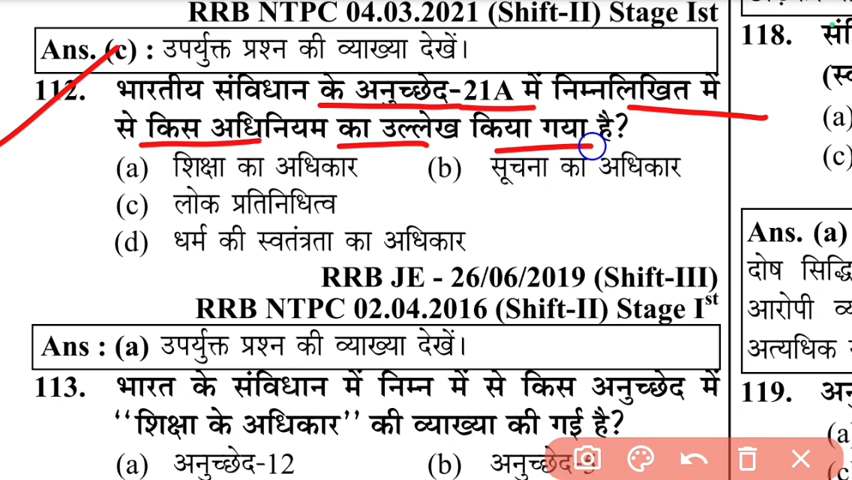 RRB NTPC 04.03.2021 (Shift-II) Stage Ist
Ans. (c) : उपर्युक्त प्रश्न की व्याख्या देखें।
112. भारतीय संविधान के अनुच्छेद-21A में निम्नलिखित में
से किस अधिनियम का उल्लेख किया गया है?
(a) शिक्षा का अधिकार (b) सूचना का अधिकार
(c) लोक प्रतिनिधित्व
(d) धर्म की स्वतंत्रता का अधिकार
RRB JE - 26/06/2019 (Shift-III)
RRB NTPC 02.04.2016 (Shift-II) Stage Ist
Ans : (a) उपर्युक्त प्रश्न की व्याख्या देखें।
113. भारत के संविधान में निम्न में से किस अनुच्छेद में
‘‘शिक्षा के अधिकार’’ की व्याख्या की गई है?
(a) अनुच्छेद-12 (b)
118.
(a)
(c)
Ans. (a)
दोष सिद्धि
आरोपी
अत्यधिक
119.
(a)
(c)